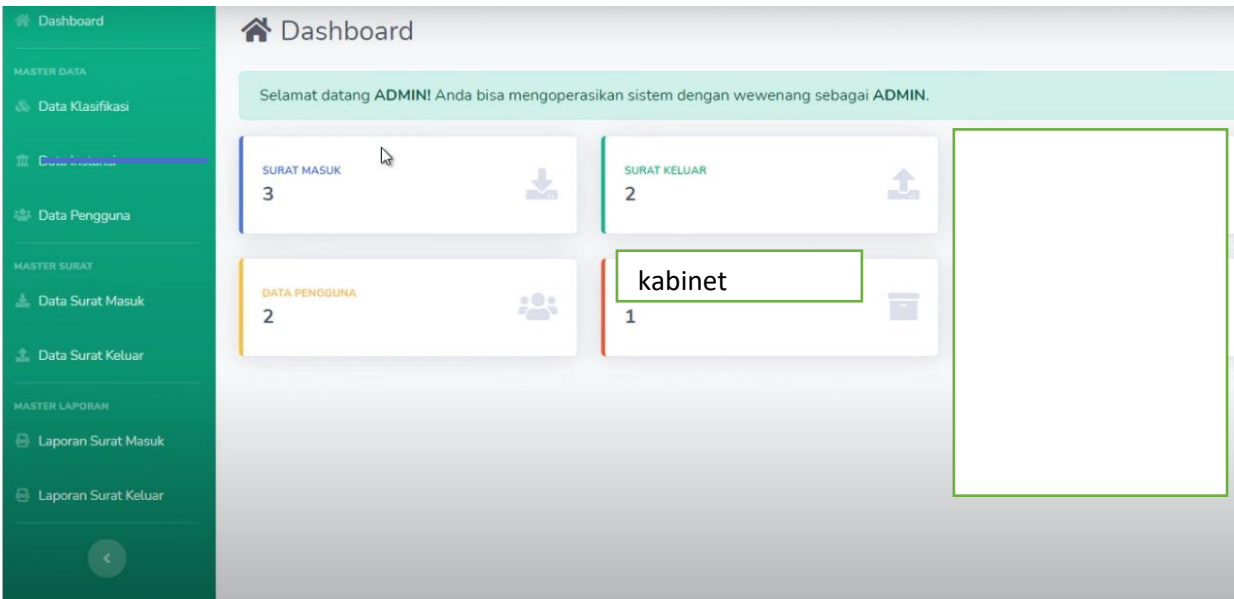 Dashboard
MASTER DATA
Data Klasifikasi
Data Instansi
Data Pengguna
MASTER SURAT
Data Surat Masuk
Data Surat Keluar
MASTER LAPORAN
Laporan Surat Masuk
Laporan Surat Keluar
Dashboard
Selamat datang ADMIN! Anda bisa mengoperasikan sistem dengan wewenang sebagai ADMIN.
SURAT MASUK
3
SURAT KELUAR
2
DATA PENGGUNA
2
kabinet
1